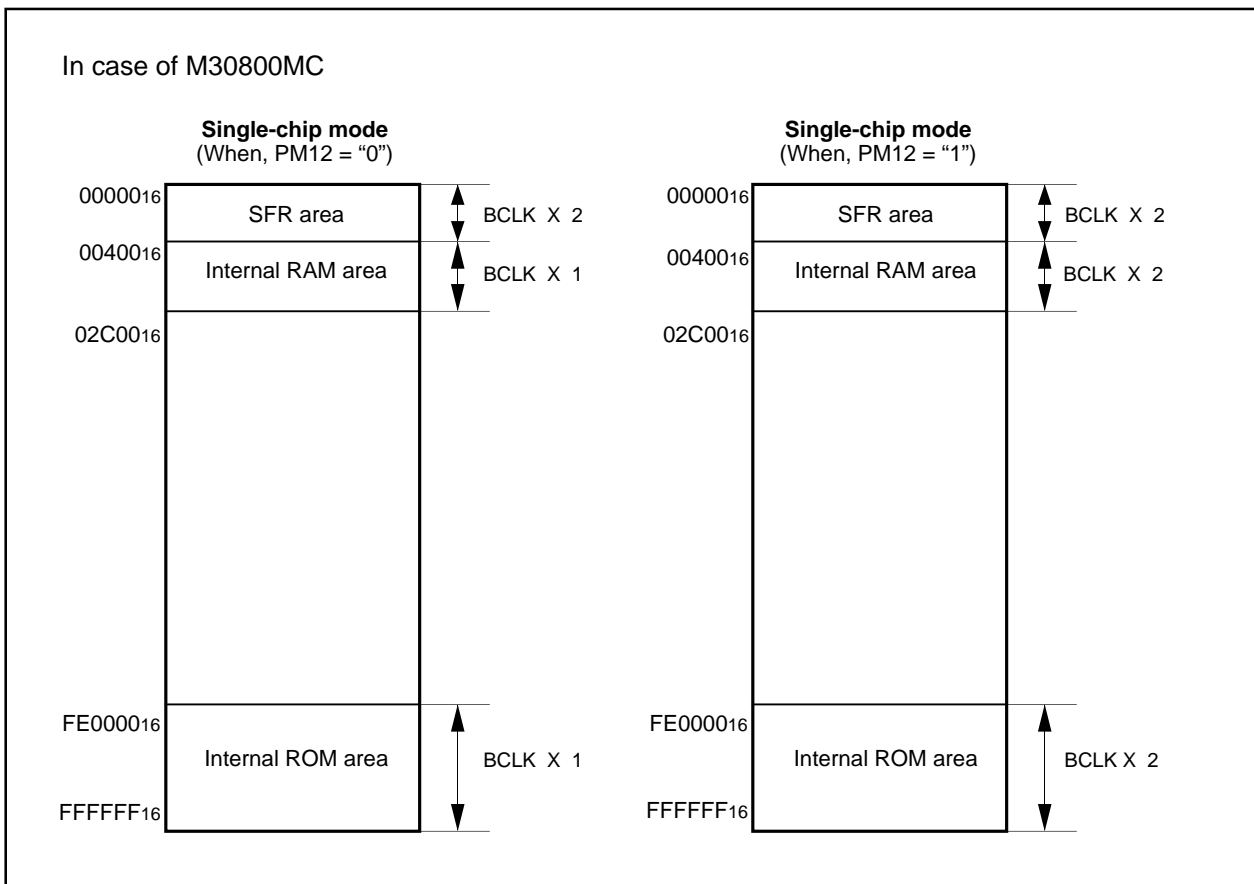 In case of M30800MC
Single-chip mode
(When, PM12 = “0”)
0000016
SFR area
BCLK X 2
0040016
Internal RAM area
BCLK X 1
02C0016
FE000016
Internal ROM area
BCLK X 1
FFFFFF16
Single-chip mode
(When, PM12 = “1”)
0000016
SFR area
BCLK X 2
0040016
Internal RAM area
BCLK X 2
02C0016
FE000016
Internal ROM area
BCLK X 2
FFFFFF16